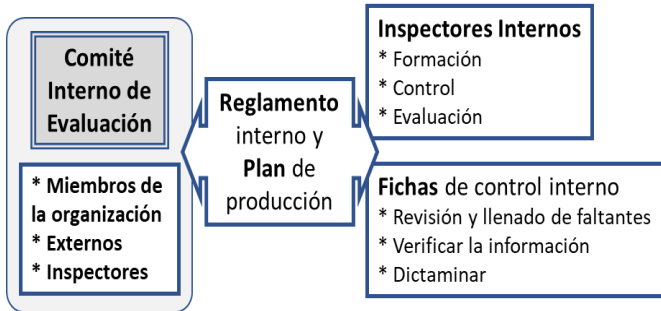 Comité
Interno de
Evaluación
* Miembros de
la organización
* Externos
* Inspectores
Reglamento
interno y
Plan de
producción
Inspectores Internos
* Formación
* Control
* Evaluación
Fichas de control interno
* Revisión y llenado de faltantes
* Verificar la información
* Dictaminar